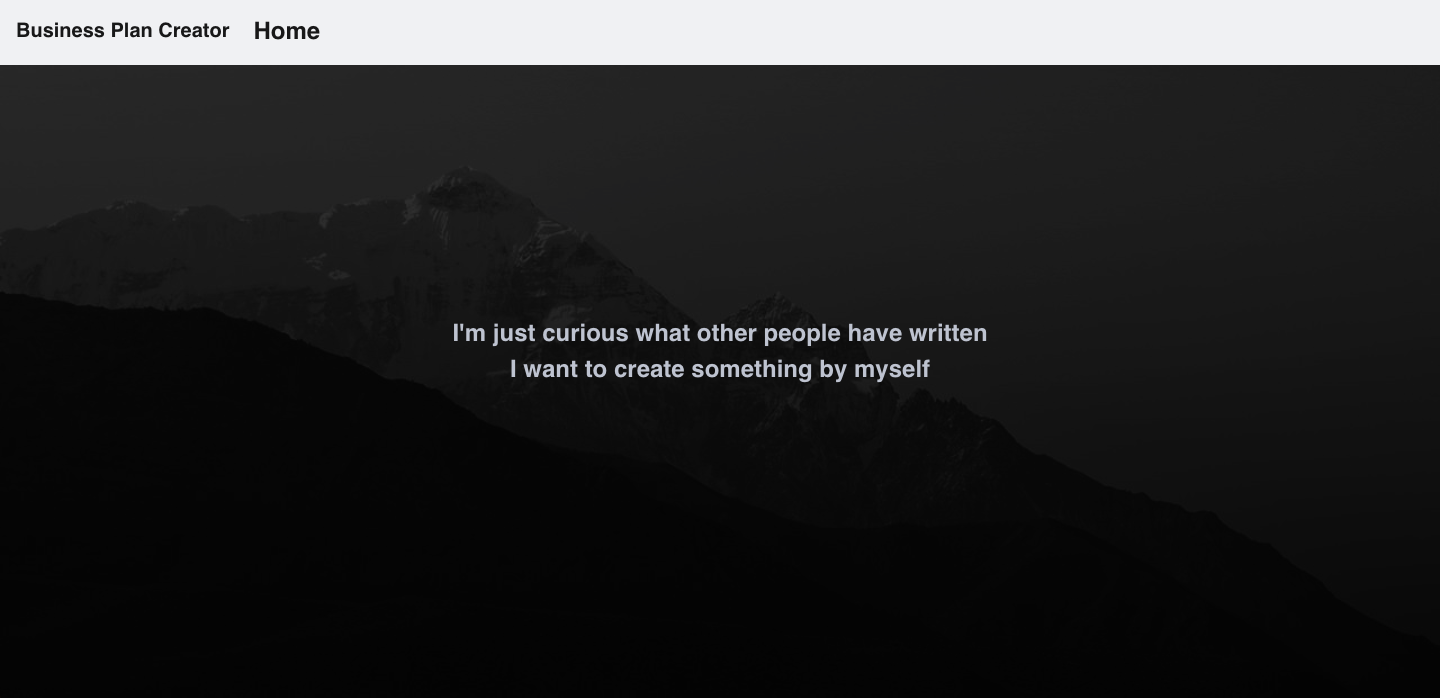 Business Plan Creator Home
I'm just curious what other people have written
I want to create something by myself